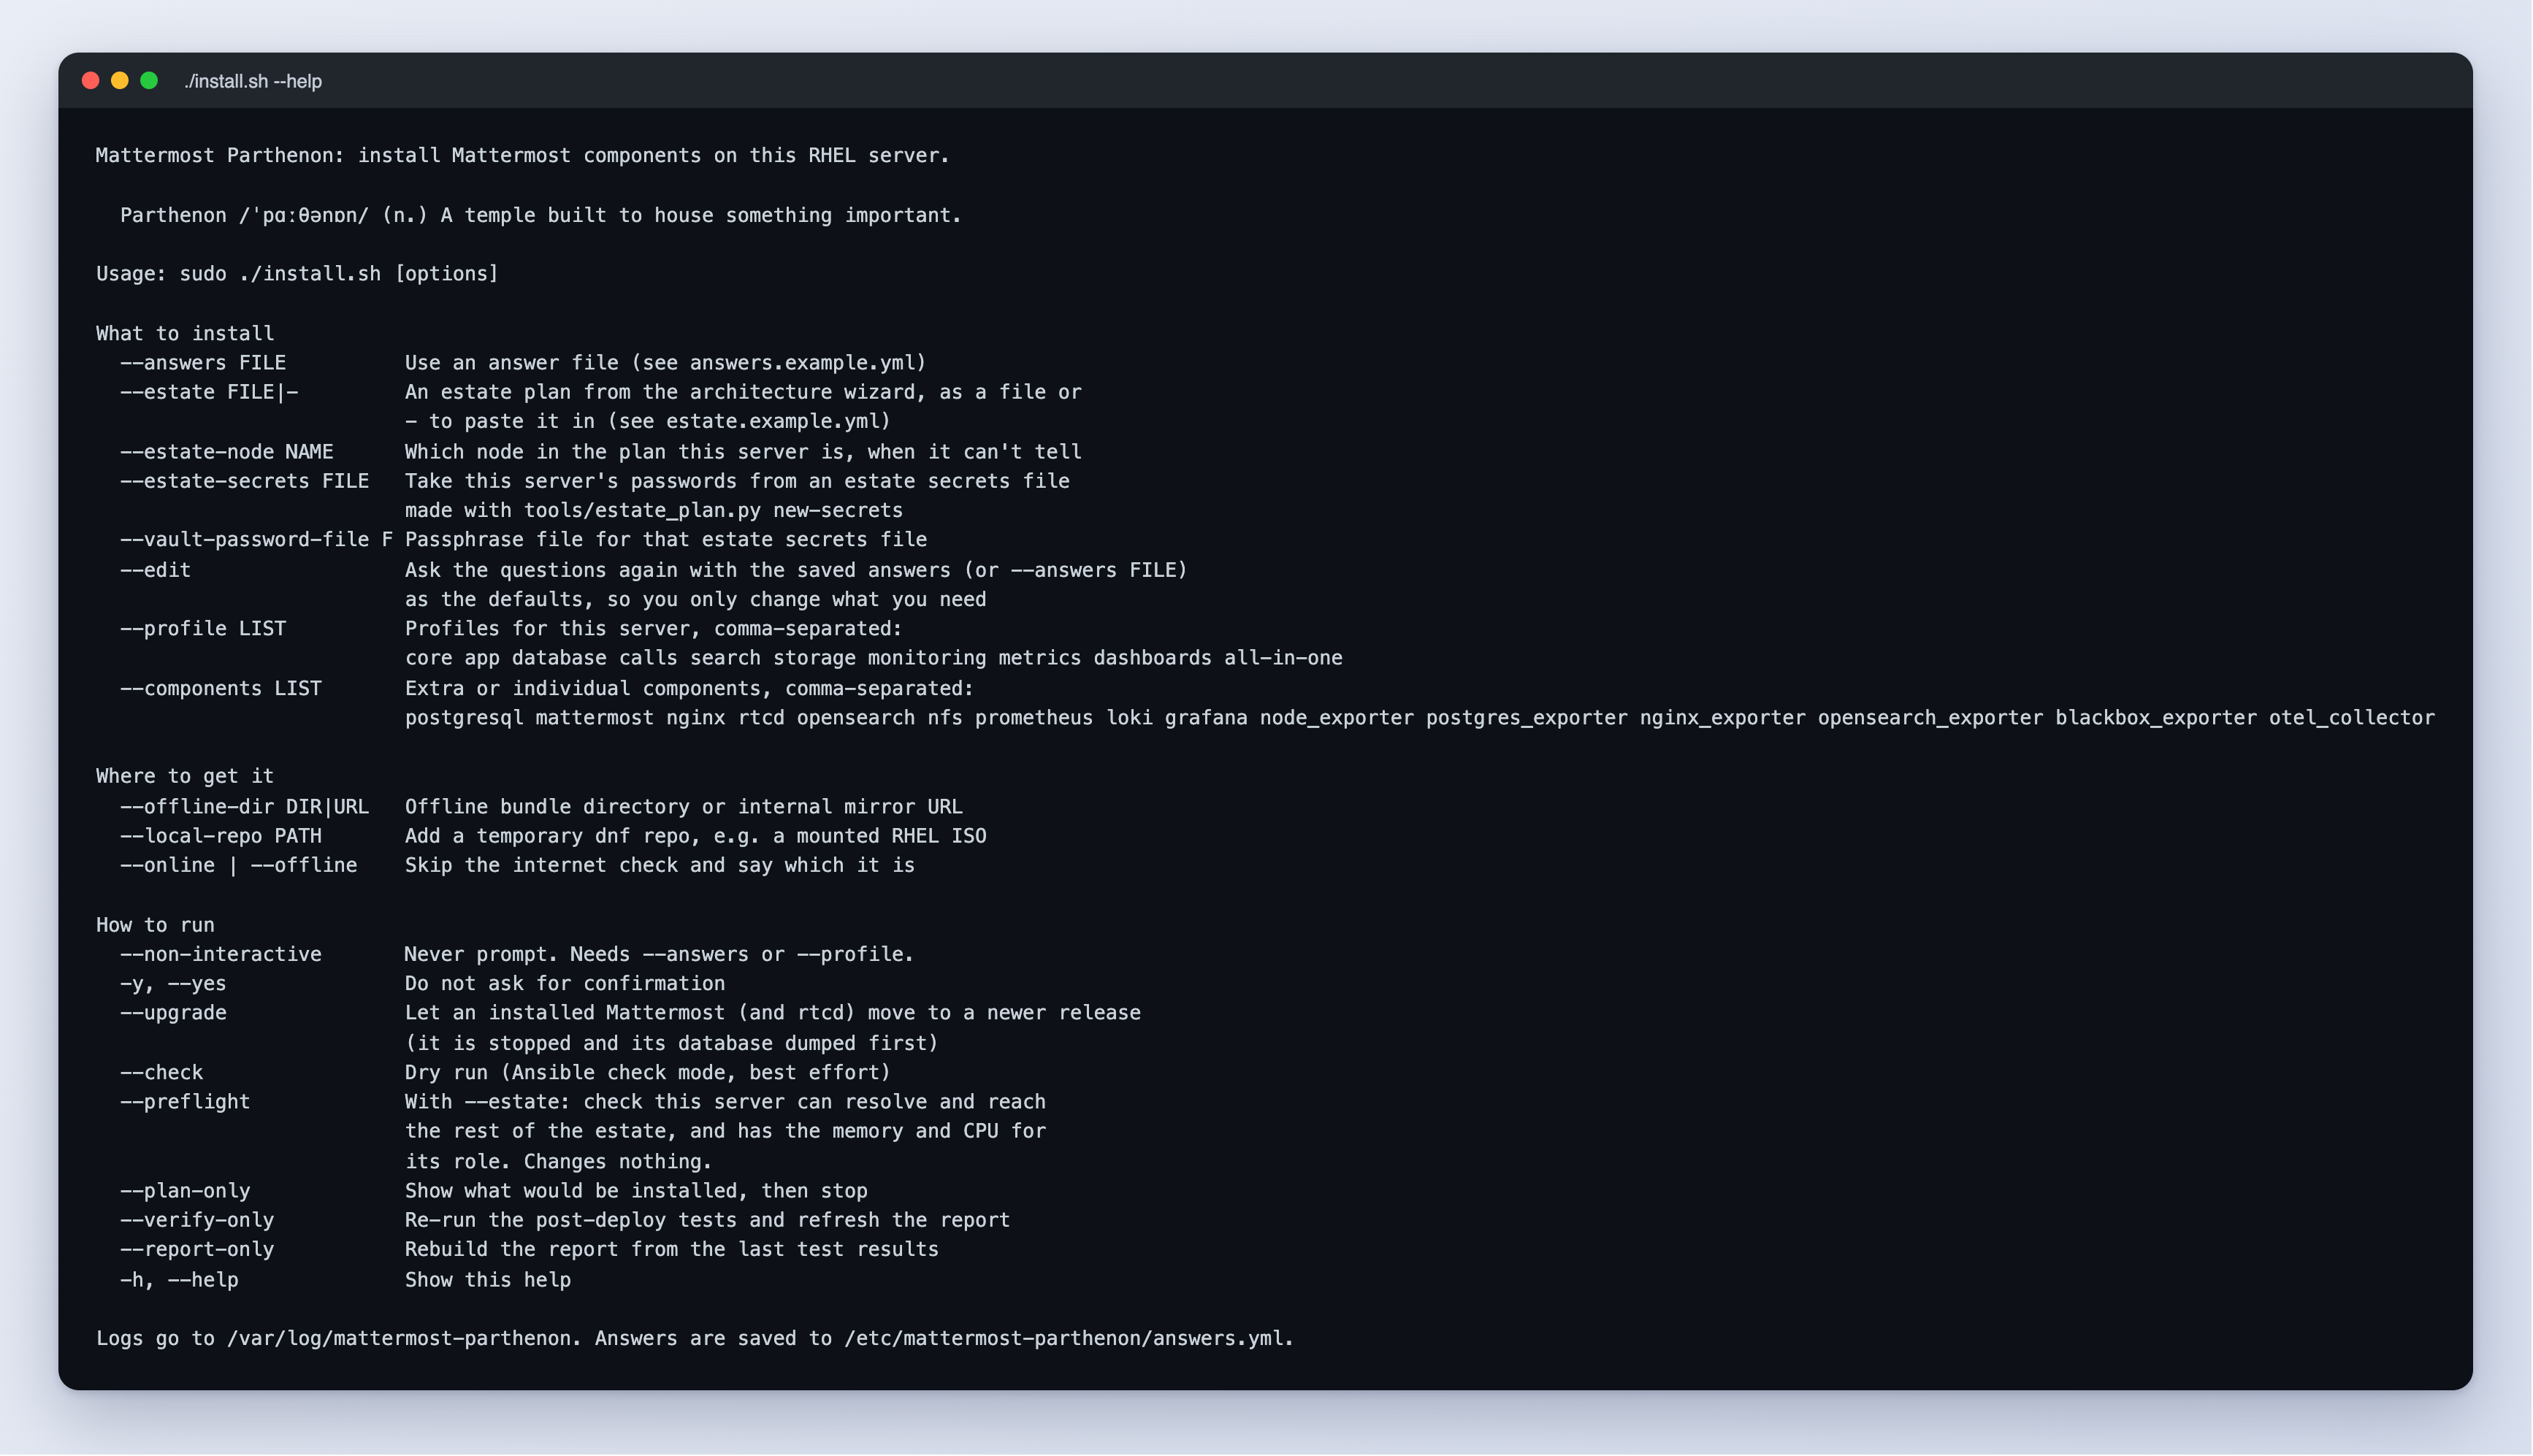 ./install.sh --help
Mattermost Parthenon: install Mattermost components on this RHEL server.
Parthenon /ˈpɑːθənɒn/ (n.) A temple built to house something important.
Usage: sudo ./install.sh [options]
What to install
--answers FILE Use an answer file (see answers.example.yml)
--estate FILE|- An estate plan from the architecture wizard, as a file or
- to paste it in (see estate.example.yml)
--estate-node NAME Which node in the plan this server is, when it can't tell
--estate-secrets FILE Take this server's passwords from an estate secrets file
made with tools/estate_plan.py new-secrets
--vault-password-file F Passphrase file for that estate secrets file
--edit Ask the questions again with the saved answers (or --answers FILE)
as the defaults, so you only change what you need
--profile LIST Profiles for this server, comma-separated:
core app database calls search storage monitoring metrics dashboards all-in-one
--components LIST Extra or individual components, comma-separated:
postgresql mattermost nginx rtcd opensearch nfs prometheus loki grafana node_exporter postgres_exporter nginx_exporter opensearch_exporter blackbox_exporter otel_collector
Where to get it
--offline-dir DIR|URL Offline bundle directory or internal mirror URL
--local-repo PATH Add a temporary dnf repo, e.g. a mounted RHEL ISO
--online | --offline Skip the internet check and say which it is
How to run
--non-interactive Never prompt. Needs --answers or --profile.
-y, --yes Do not ask for confirmation
--upgrade Let an installed Mattermost (and rtcd) move to a newer release
(it is stopped and its database dumped first)
--check Dry run (Ansible check mode, best effort)
--preflight With --estate: check this server can resolve and reach
the rest of the estate, and has the memory and CPU for
its role. Changes nothing.
--plan-only Show what would be installed, then stop
--verify-only Re-run the post-deploy tests and refresh the report
--report-only Rebuild the report from the last test results
-h, --help Show this help
Logs go to /var/log/mattermost-parthenon. Answers are saved to /etc/mattermost-parthenon/answers.yml.